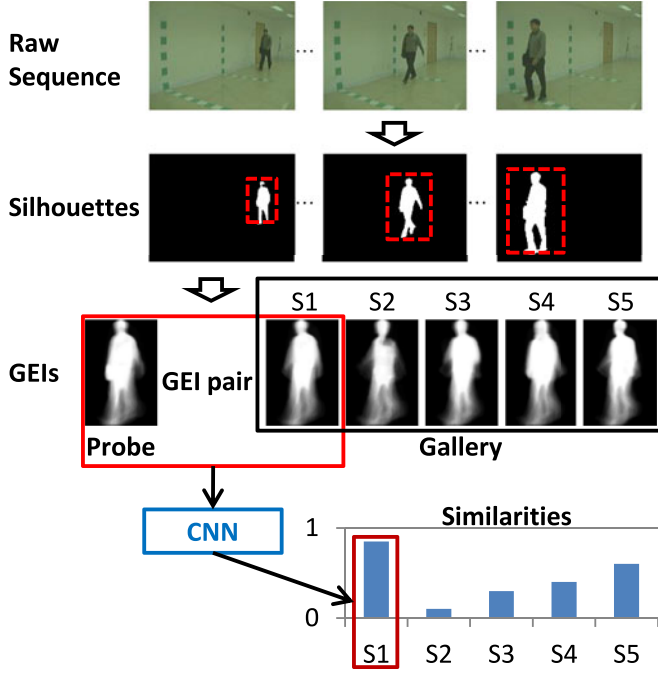 Raw
Sequence
...
...
Silhouettes
...
...
S1 S2 S3 S4 S5
GEIs
GEI pair
Probe
Gallery
CNN
Similarities
1
0
S1 S2 S3 S4 S5